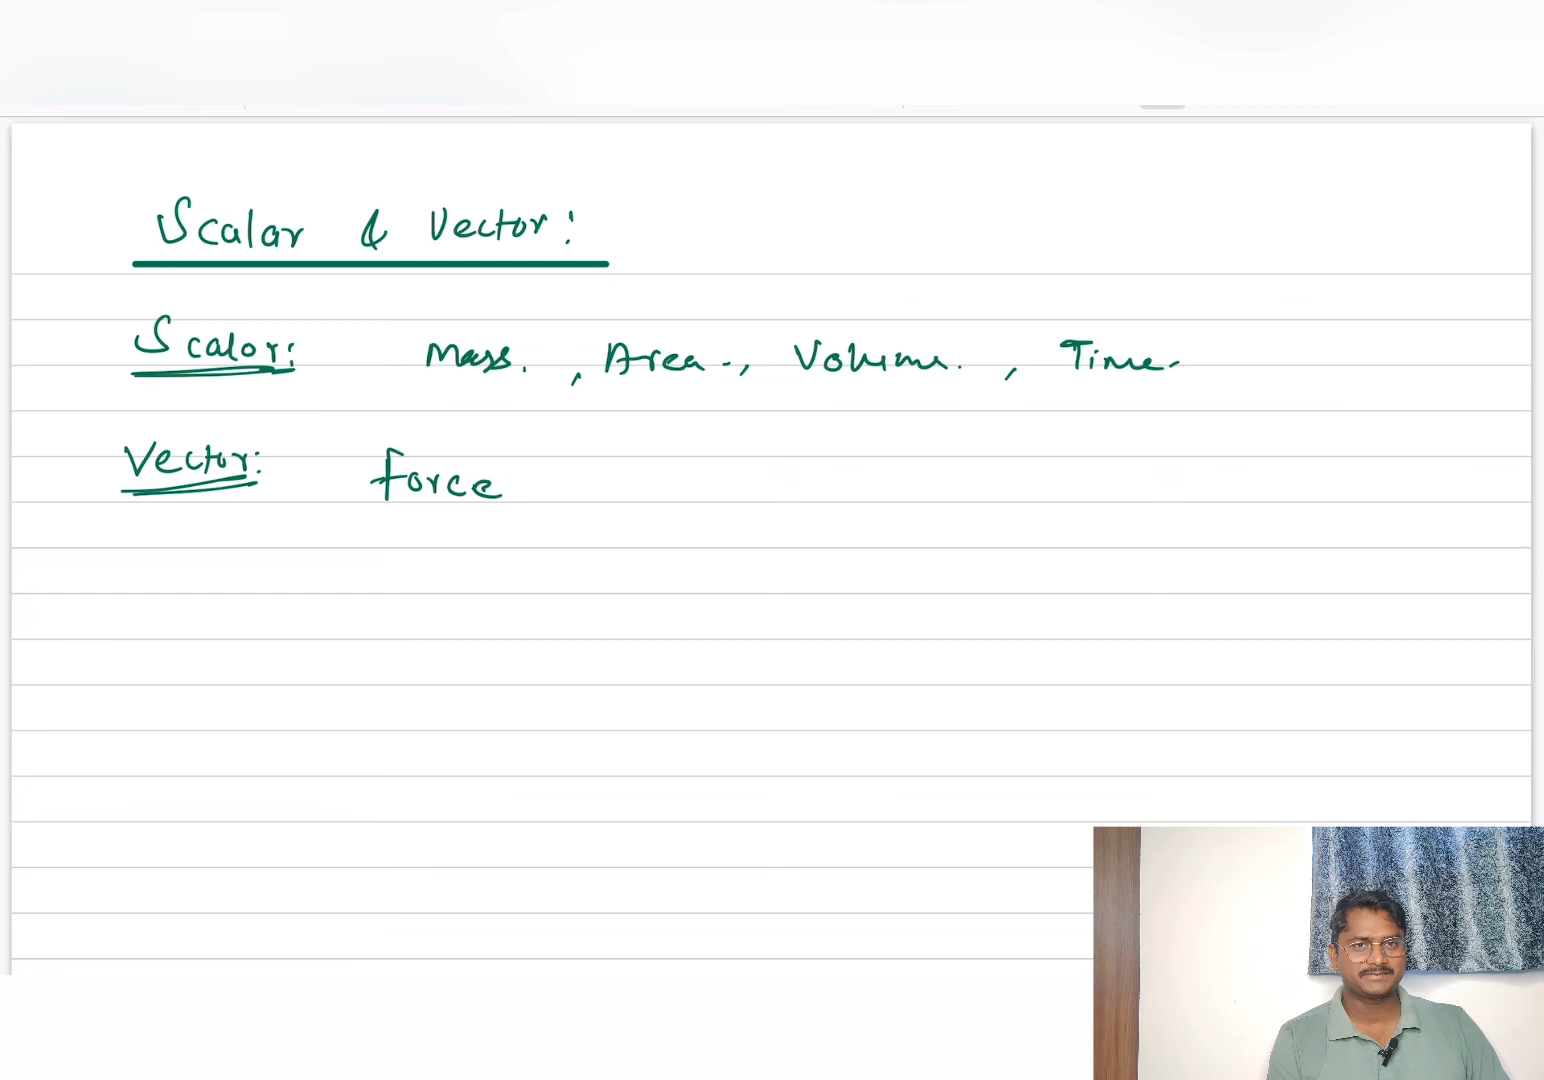 Scalar & Vector:
Scalar: Mass. , Area -, Volume. , Time.
Vector: Force